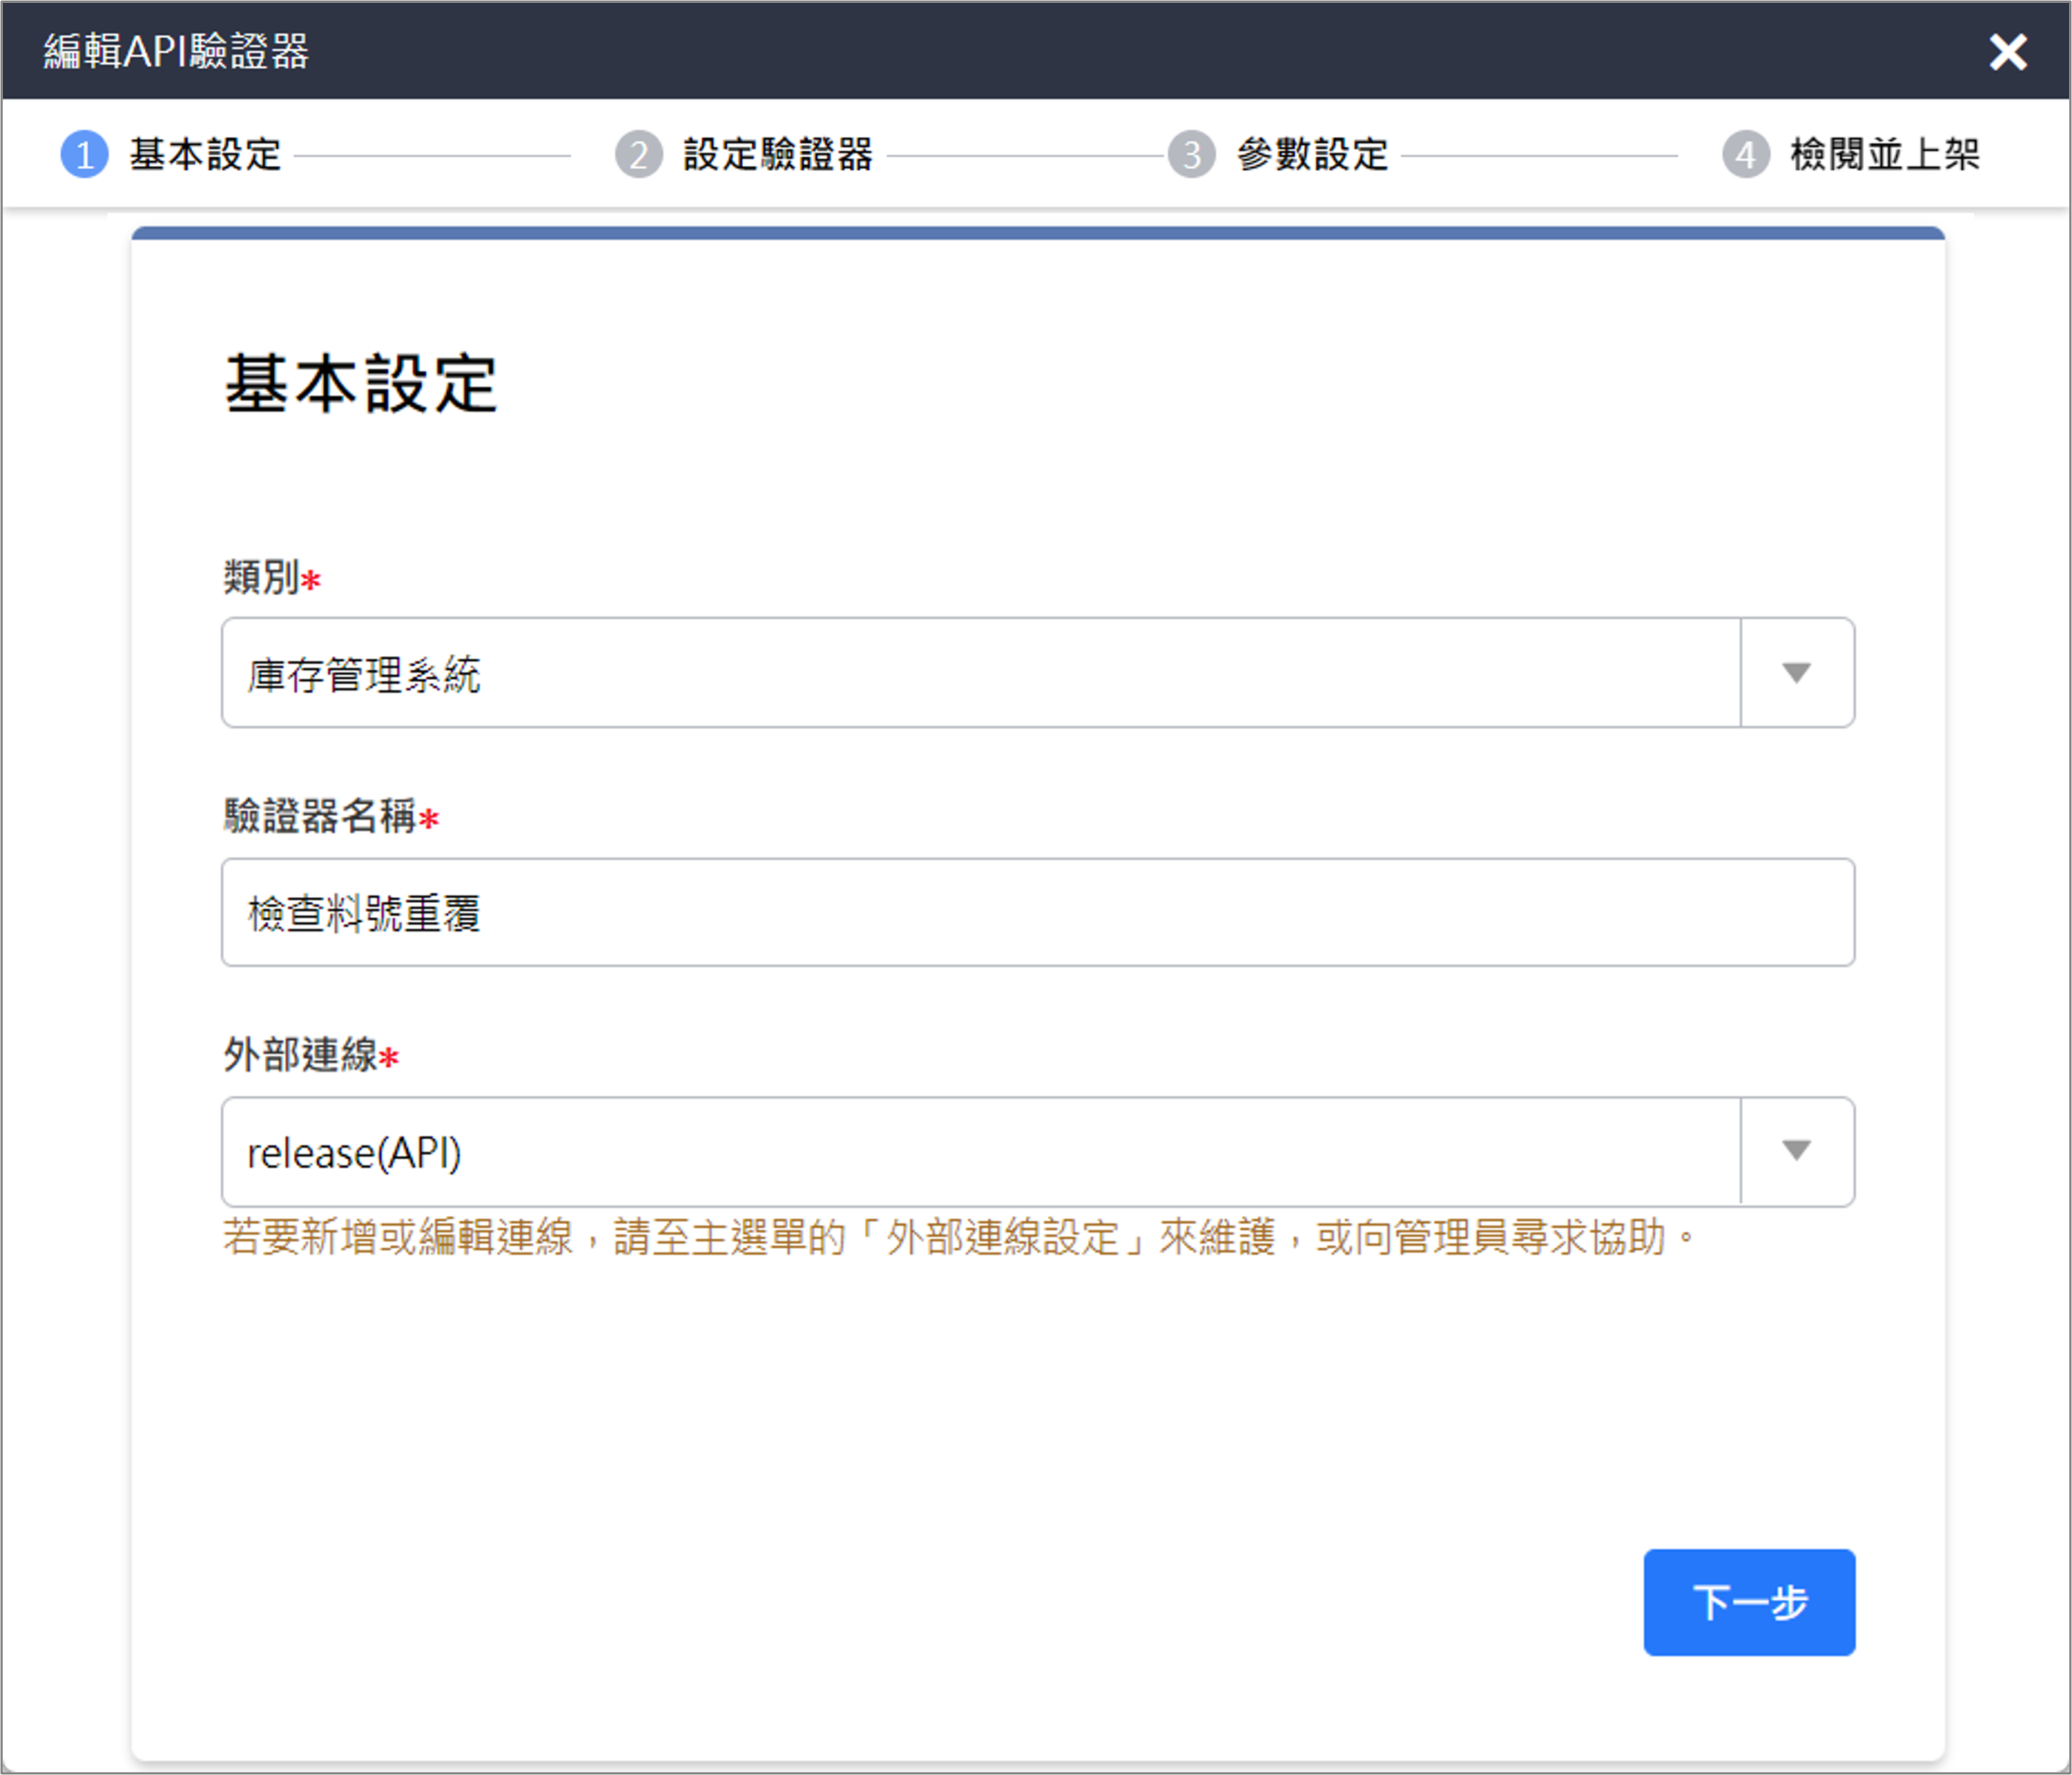 編輯API驗證器
1 基本設定 2 設定驗證器 3 參數設定 4 檢閱並上架
基本設定
類別*
庫存管理系統
驗證器名稱*
檢查料號重覆
外部連線*
release(API)
若要新增或編輯連線，請至主選單的「外部連線設定」來維護，或向管理員尋求協助。
下一步